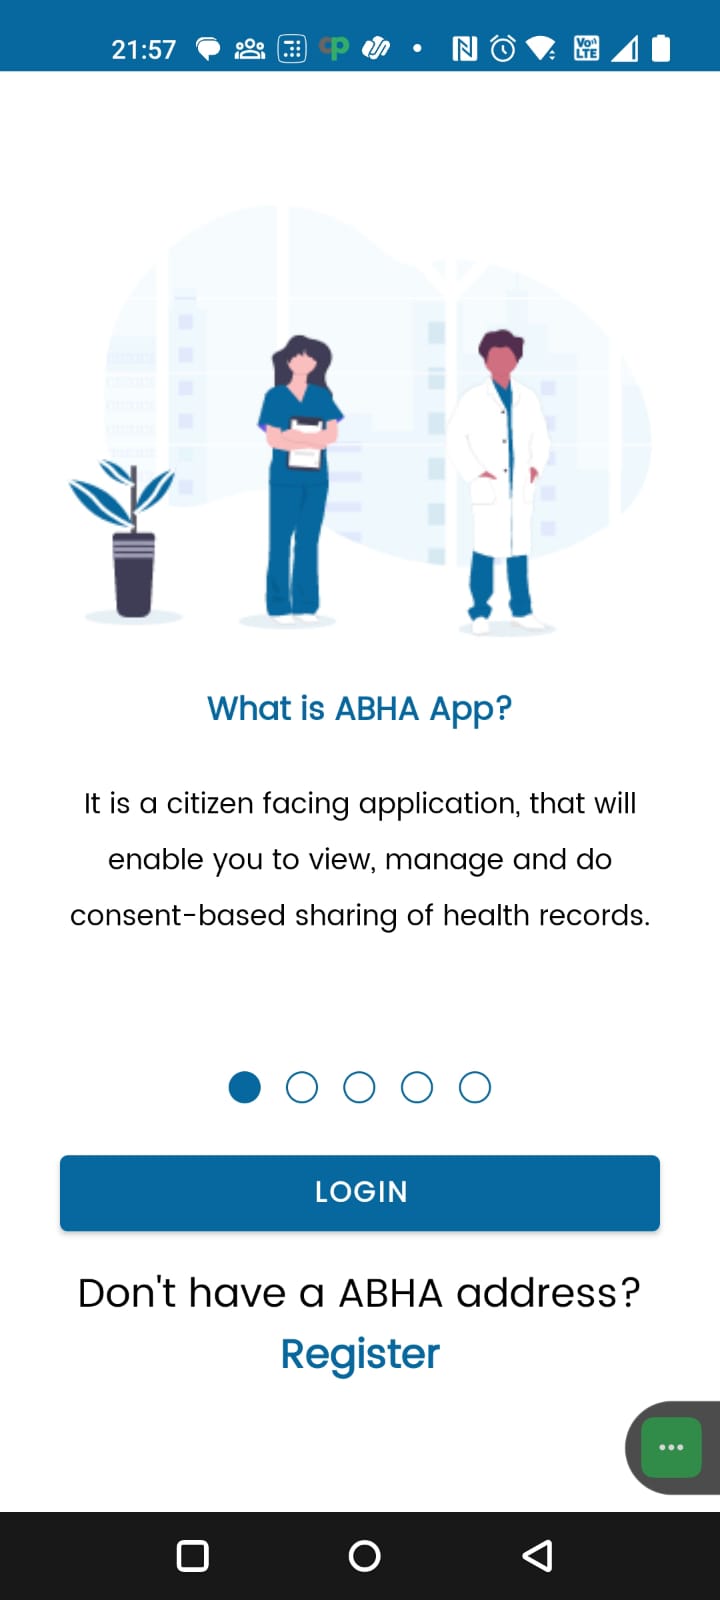 21:57
What is ABHA App?
It is a citizen facing application, that will
enable you to view, manage and do
consent-based sharing of health records.
LOGIN
Don't have a ABHA address?
Register